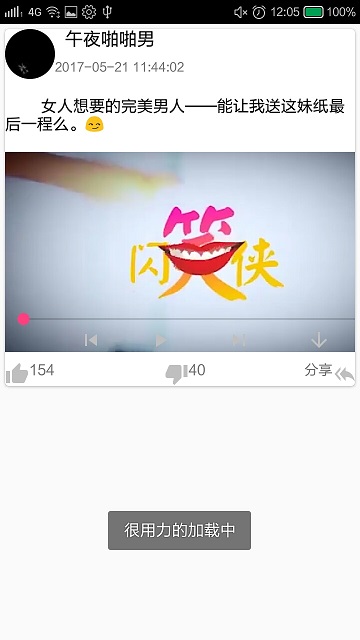 4G 12:05 100%
午夜啪啪男
2017-05-21 11:44:02
女人想要的完美男人——能让我送这妹纸最
后一程么。😏
闪笑侠
154 40 分享
很用力的加载中